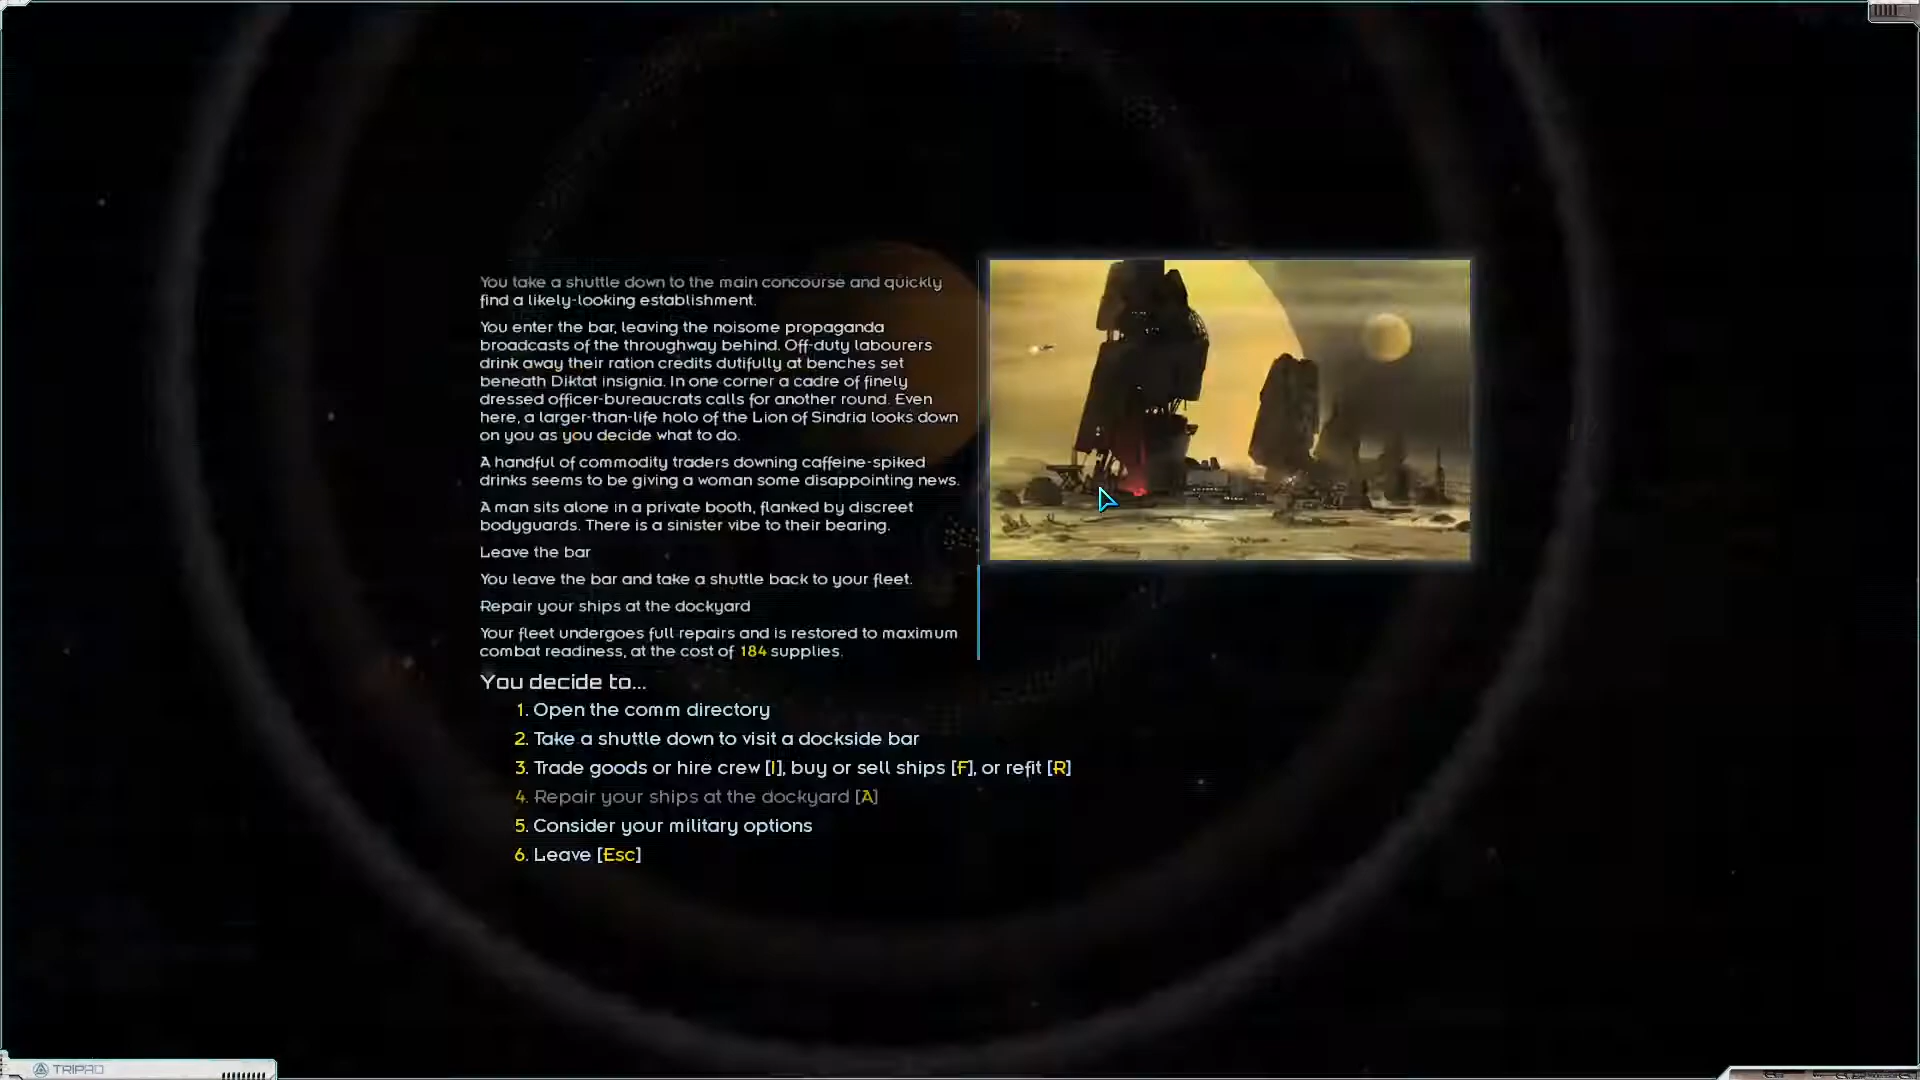 You take a shuttle down to the main concourse and quickly
find a likely-looking establishment.
You enter the bar, leaving the noisome propaganda
broadcasts of the throughway behind. Off-duty labourers
drink away their ration credits dutifully at benches set
beneath Diktat insignia. In one corner a cadre of finely
dressed officer-bureaucrats calls for another round. Even
here, a larger-than-life holo of the Lion of Sindria looks down
on you as you decide what to do.
A handful of commodity traders downing caffeine-spiked
drinks seems to be giving a woman some disappointing news.
A man sits alone in a private booth, flanked by discreet
bodyguards. There is a sinister vibe to their bearing.
Leave the bar
You leave the bar and take a shuttle back to your fleet.
Repair your ships at the dockyard
Your fleet undergoes full repairs and is restored to maximum
combat readiness, at the cost of 184 supplies.
You decide to...
1. Open the comm directory
2. Take a shuttle down to visit a dockside bar
3. Trade goods or hire crew [I], buy or sell ships [F], or refit [R]
4. Repair your ships at the dockyard [A]
5. Consider your military options
6. Leave [Esc]
TRIPAD